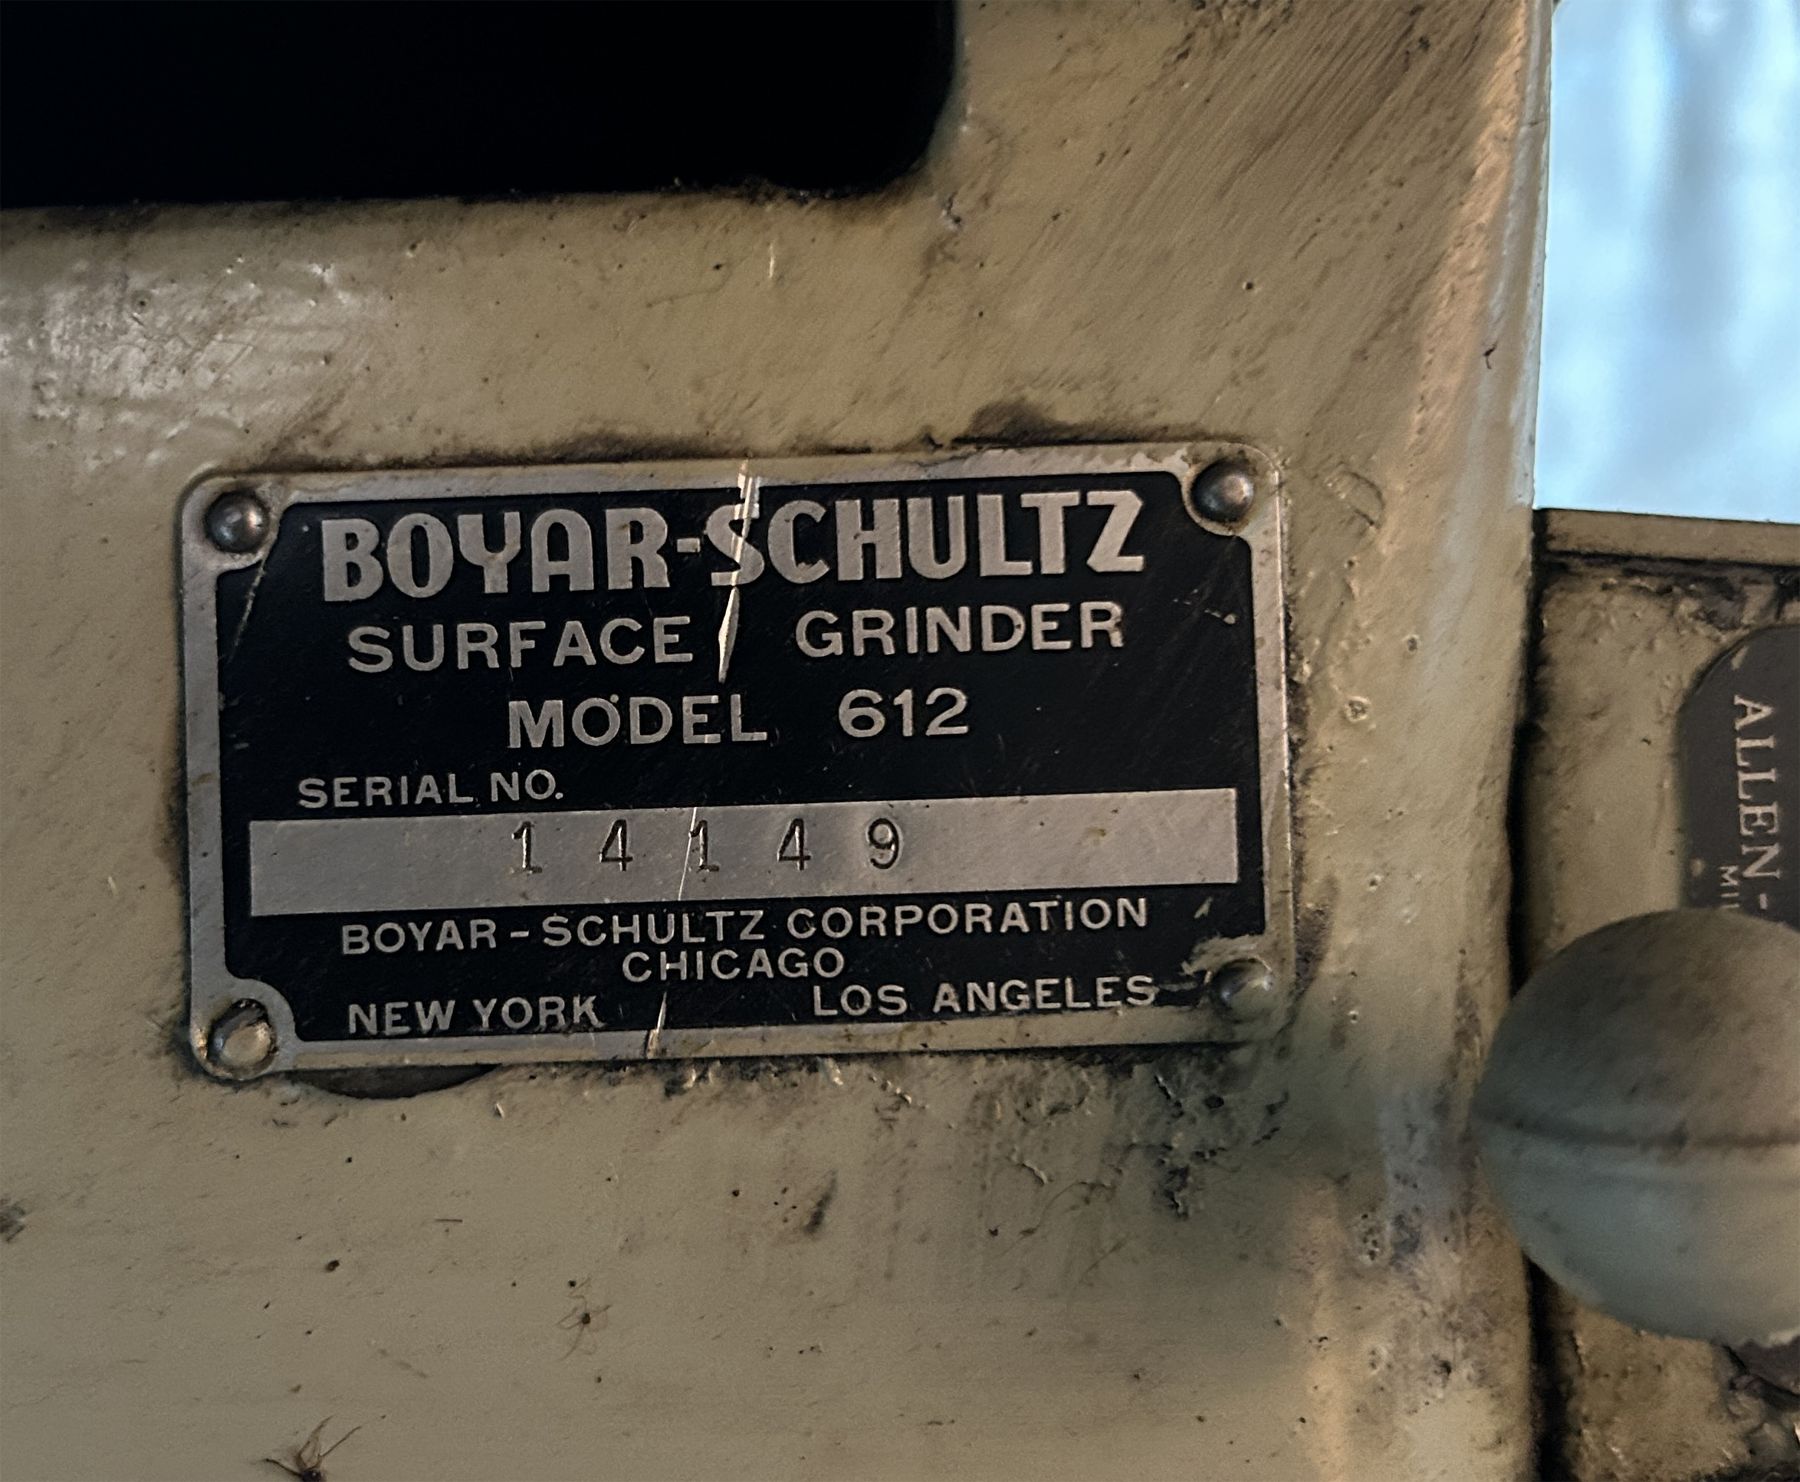 BOYAR-SCHULTZ
SURFACE GRINDER
MODEL 612
SERIAL NO.
14149
BOYAR-SCHULTZ CORPORATION
CHICAGO
NEW YORK LOS ANGELES
ALLEN-